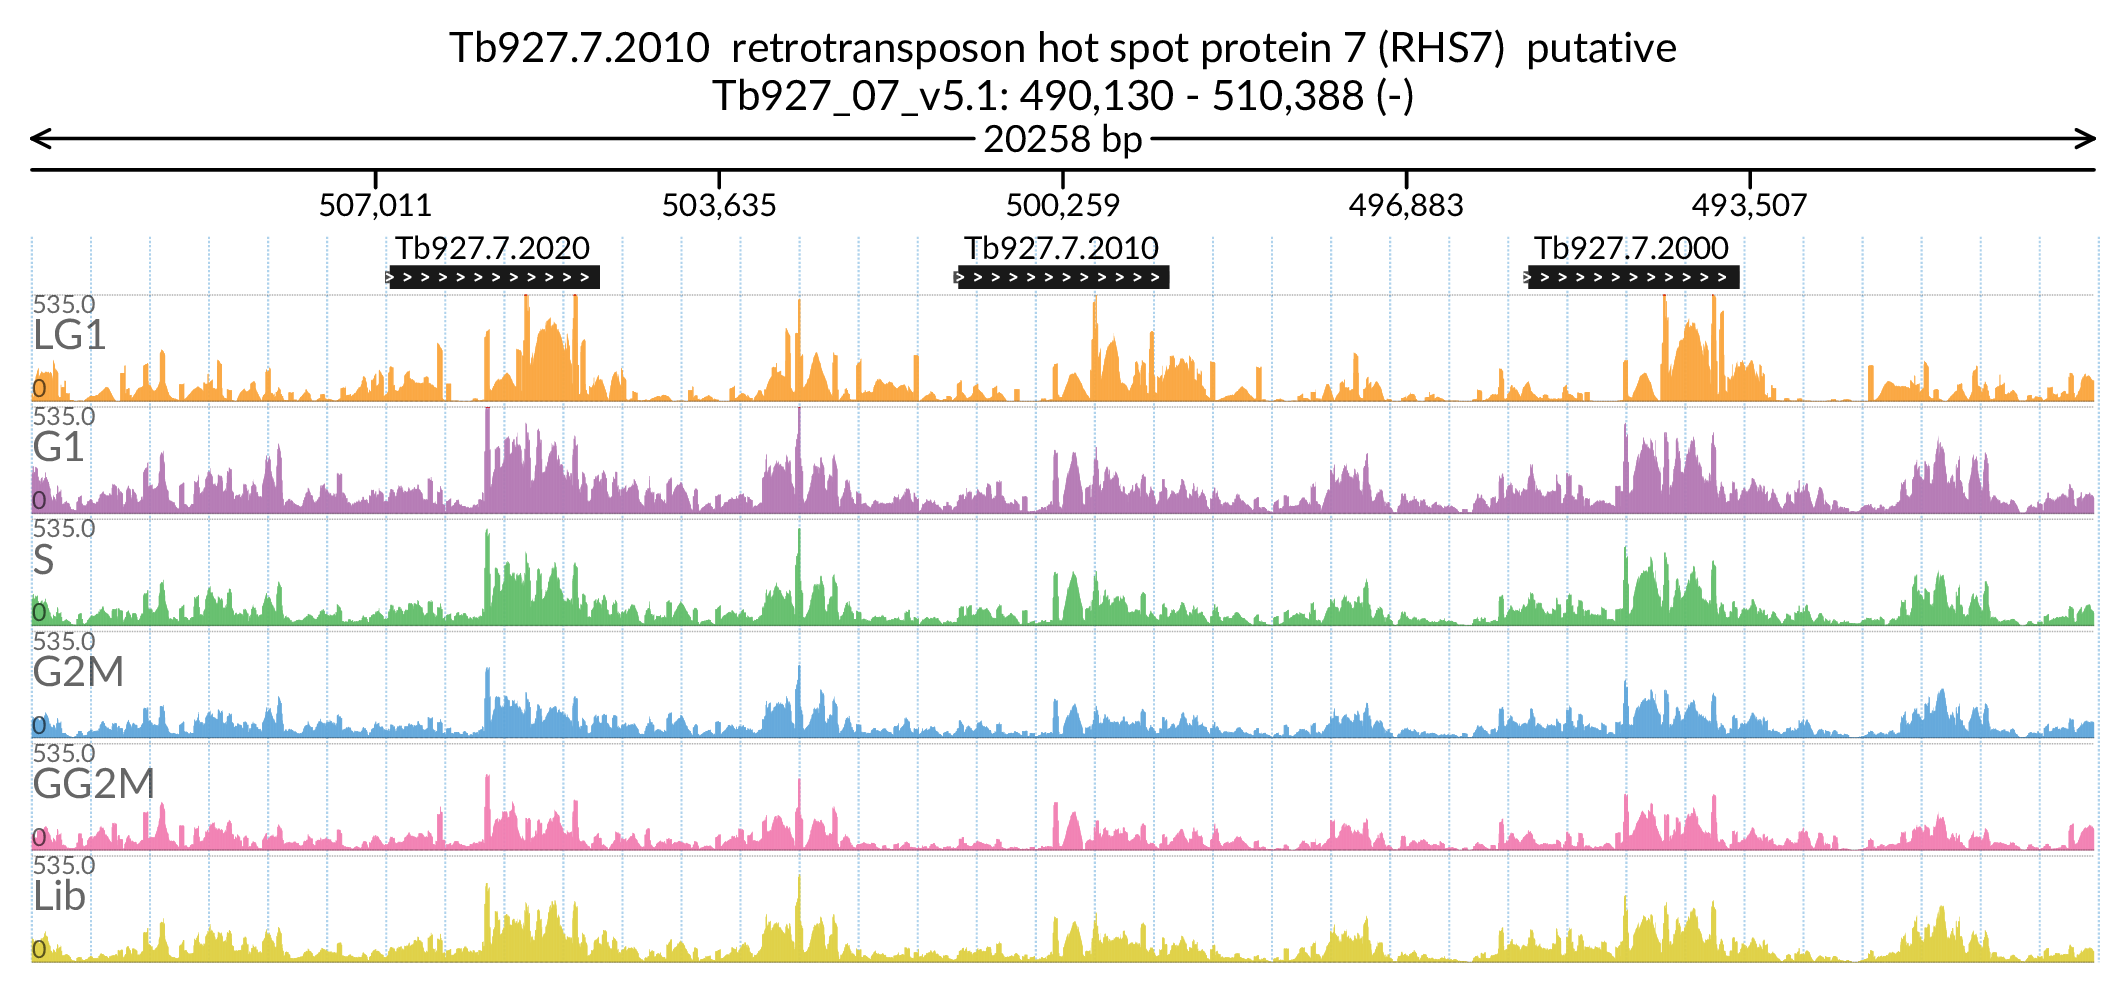 Tb927.7.2010 retrotransposon hot spot protein 7 (RHS7) putative
Tb927_07_v5.1: 490,130 - 510,388 (-)
20258 bp
507,011 503,635 500,259 496,883 493,507
Tb927.7.2020 Tb927.7.2010 Tb927.7.2000
535.0
LG1
0
535.0
G1
0
535.0
S
0
535.0
G2M
0
535.0
GG2M
0
535.0
Lib
0